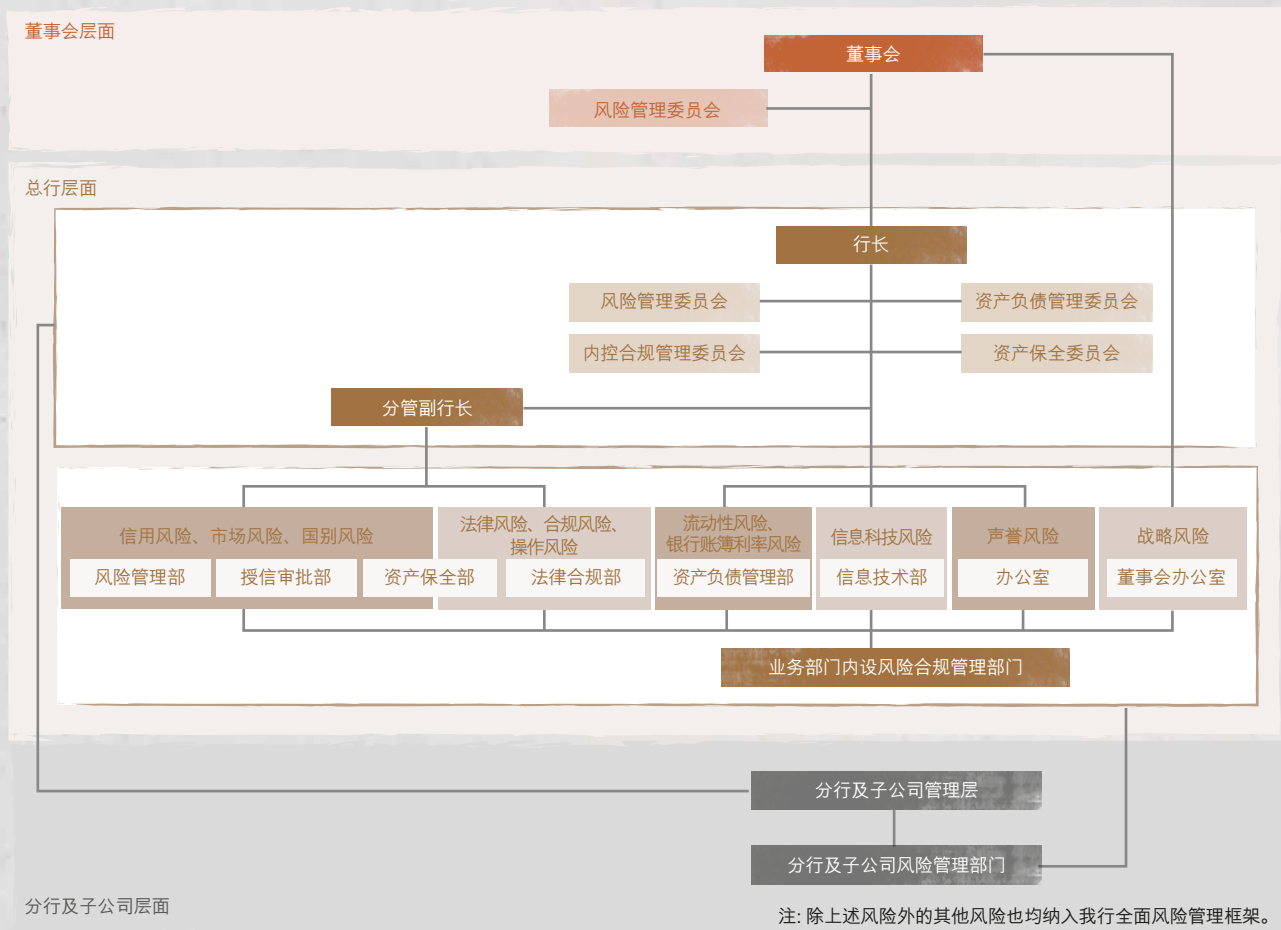 董事会层面
董事会
风险管理委员会
总行层面
行长
风险管理委员会
资产负债管理委员会
内控合规管理委员会
资产保全委员会
分管副行长
信用风险、市场风险、国别风险
风险管理部
授信审批部
资产保全部
法律风险、合规风险、
操作风险
法律合规部
流动性风险、
银行账簿利率风险
资产负债管理部
信息科技风险
信息技术部
声誉风险
办公室
战略风险
董事会办公室
业务部门内设风险合规管理部门
分行及子公司管理层
分行及子公司风险管理部门
分行及子公司层面
注: 除上述风险外的其他风险也均纳入我行全面风险管理框架。